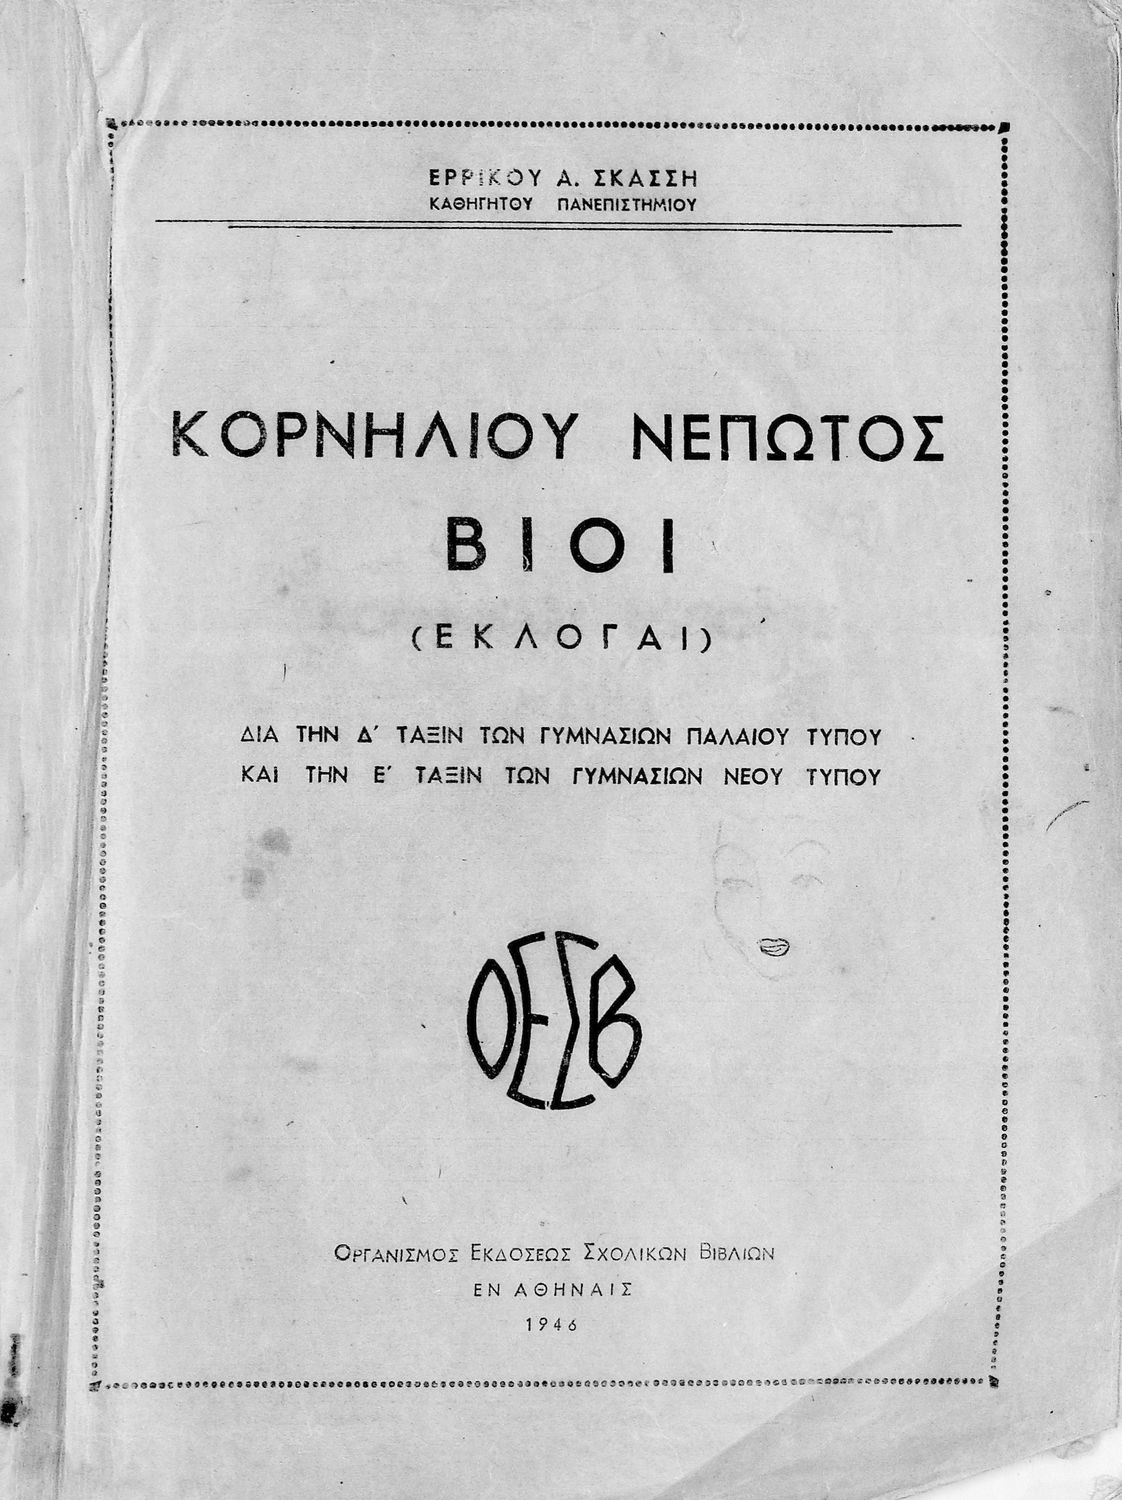 ΕΡΡΙΚΟΥ Α. ΣΚΑΣΣΗ
ΚΑΘΗΓΗΤΟΥ ΠΑΝΕΠΙΣΤΗΜΙΟΥ
ΚΟΡΝΗΛΙΟΥ ΝΕΠΩΤΟΣ
ΒΙΟΙ
(ΕΚΛΟΓΑΙ)
ΔΙΑ ΤΗΝ Δ΄ ΤΑΞΙΝ ΤΩΝ ΓΥΜΝΑΣΙΩΝ ΠΑΛΑΙΟΥ ΤΥΠΟΥ
ΚΑΙ ΤΗΝ Ε΄ ΤΑΞΙΝ ΤΩΝ ΓΥΜΝΑΣΙΩΝ ΝΕΟΥ ΤΥΠΟΥ
ΟΕΣΒ
ΟΡΓΑΝΙΣΜΟΣ ΕΚΔΟΣΕΩΣ ΣΧΟΛΙΚΩΝ ΒΙΒΛΙΩΝ
ΕΝ ΑΘΗΝΑΙΣ
1946